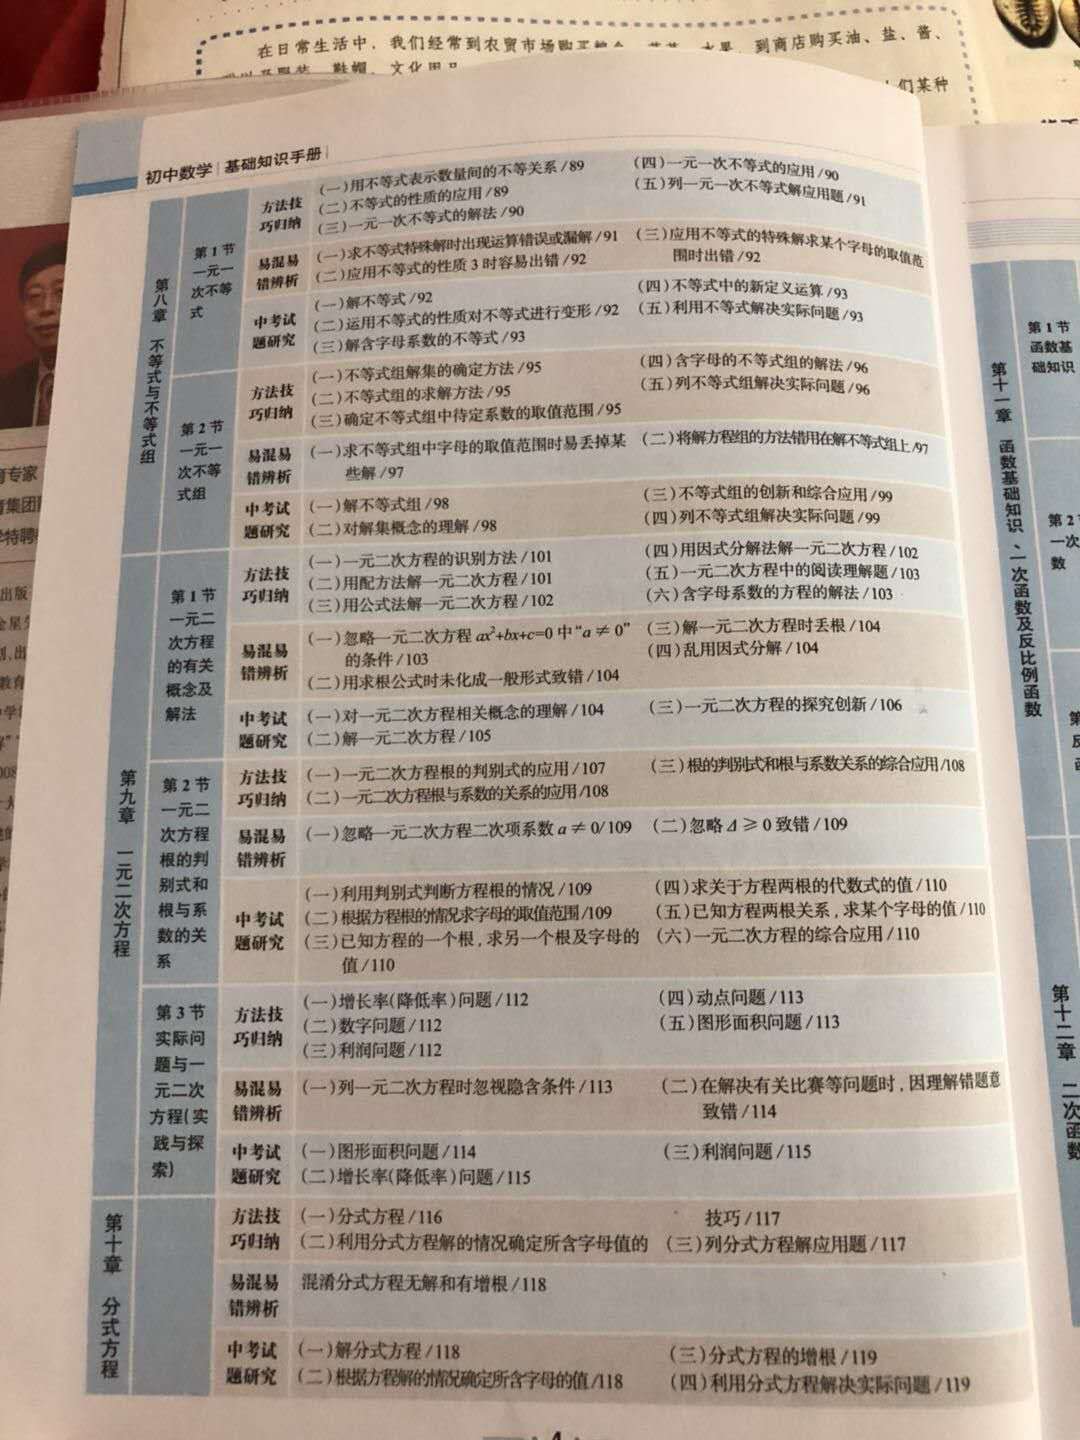 在日常生活中，我们经常到农贸市场购买
到商店购买油、盐、酱、
们某种
初中数学 基础知识手册
第八章 不等式与不等式组
第1节
一元一
次不等
式
方法技
巧归纳
(一)用不等式表示数量间的不等关系/89
(二)不等式的性质的应用/89
(三)一元一次不等式的解法/90
(四)一元一次不等式的应用/90
(五)列一元一次不等式解应用题/91
易混易
错辨析
(一)求不等式特殊解时出现运算错误或漏解/91
(二)应用不等式的性质3时容易出错/92
(三)应用不等式的特殊解求某个字母的取值范
围时出错/92
中考试
题研究
(一)解不等式/92
(二)运用不等式的性质对不等式进行变形/92
(三)解含字母系数的不等式/93
(四)不等式中的新定义运算/93
(五)利用不等式解决实际问题/93
第2节
一元一
次不等
式组
方法技
巧归纳
(一)不等式组解集的确定方法/95
(二)不等式组的求解方法/95
(三)确定不等式组中待定系数的取值范围/95
(四)含字母的不等式组的解法/96
(五)列不等式组解决实际问题/96
易混易
错辨析
(一)求不等式组中字母的取值范围时易丢掉某
些解/97
(二)将解方程组的方法错用在解不等式组上/97
中考试
题研究
(一)解不等式组/98
(二)对解集概念的理解/98
(三)不等式组的创新和综合应用/99
(四)列不等式组解决实际问题/99
第九章 一元二次方程
第1节
一元二
次方程
的有关
概念及
解法
方法技
巧归纳
(一)一元二次方程的识别方法/101
(二)用配方法解一元二次方程/101
(三)用公式法解一元二次方程/102
(四)用因式分解法解一元二次方程/102
(五)一元二次方程中的阅读理解题/103
(六)含字母系数的方程的解法/103
易混易
错辨析
(一)忽略一元二次方程ax²+bx+c=0中“a≠0”
的条件/103
(二)用求根公式时未化成一般形式致错/104
(三)解一元二次方程时丢根/104
(四)乱用因式分解/104
中考试
题研究
(一)对一元二次方程相关概念的理解/104
(二)解一元二次方程/105
(三)一元二次方程的探究创新/106
第2节
一元二
次方程
根的判
别式和
根与系
数的关
系
方法技
巧归纳
(一)一元二次方程根的判别式的应用/107
(二)一元二次方程根与系数的关系的应用/108
(三)根的判别式和根与系数关系的综合应用/108
易混易
错辨析
(一)忽略一元二次方程二次项系数a≠0/109
(二)忽略Δ≥0致错/109
中考试
题研究
(一)利用判别式判断方程根的情况/109
(二)根据方程根的情况求字母的取值范围/109
(三)已知方程的一个根，求另一个根及字母的
值/110
(四)求关于方程两根的代数式的值/110
(五)已知方程两根关系，求某个字母的值/110
(六)一元二次方程的综合应用/110
第3节
实际问
题与一
元二次
方程(实
践与探
索)
方法技
巧归纳
(一)增长率(降低率)问题/112
(二)数字问题/112
(三)利润问题/112
(四)动点问题/113
(五)图形面积问题/113
易混易
错辨析
(一)列一元二次方程时忽视隐含条件/113
(二)在解决有关比赛等问题时，因理解错题意
致错/114
中考试
题研究
(一)图形面积问题/114
(二)增长率(降低率)问题/115
(三)利润问题/115
第十章 分式方程
方法技
巧归纳
(一)分式方程/116
(二)利用分式方程解的情况确定所含字母值的
技巧/117
(三)列分式方程解应用题/117
易混易
错辨析
混淆分式方程无解和有增根/118
中考试
题研究
(一)解分式方程/118
(二)根据方程解的情况确定所含字母的值/118
(三)分式方程的增根/119
(四)利用分式方程解决实际问题/119
第十一章 函数基础知识、一次函数及反比例函数
第1节
函数基
础知识
第2
一次
数
第十二章 二次函数
育专家
育集团
学特聘
出版